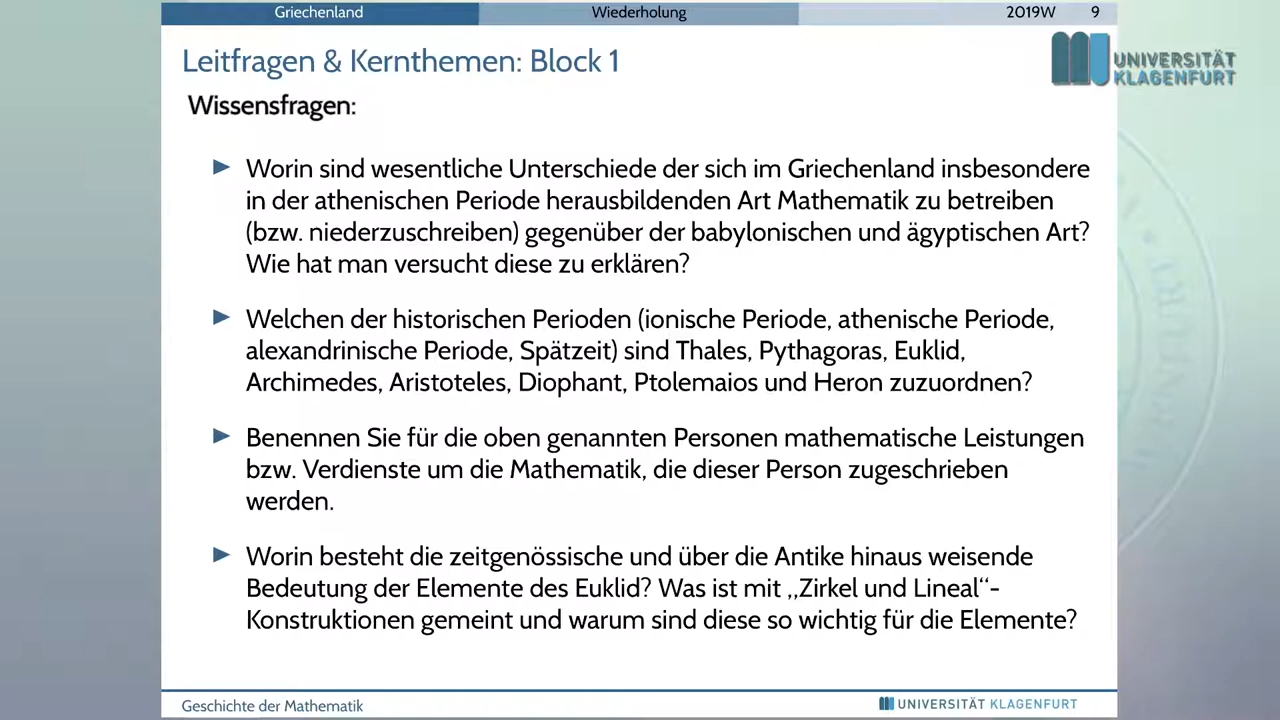 Griechenland Wiederholung 2019W 9
Leitfragen & Kernthemen: Block 1
UNIVERSITÄT
KLAGENFURT
Wissensfragen:
Worin sind wesentliche Unterschiede der sich im Griechenland insbesondere
in der athenischen Periode herausbildenden Art Mathematik zu betreiben
(bzw. niederzuschreiben) gegenüber der babylonischen und ägyptischen Art?
Wie hat man versucht diese zu erklären?
Welchen der historischen Perioden (ionische Periode, athenische Periode,
alexandrinische Periode, Spätzeit) sind Thales, Pythagoras, Euklid,
Archimedes, Aristoteles, Diophant, Ptolemaios und Heron zuzuordnen?
Benennen Sie für die oben genannten Personen mathematische Leistungen
bzw. Verdienste um die Mathematik, die dieser Person zugeschrieben
werden.
Worin besteht die zeitgenössische und über die Antike hinaus weisende
Bedeutung der Elemente des Euklid? Was ist mit „Zirkel und Lineal“-
Konstruktionen gemeint und warum sind diese so wichtig für die Elemente?
Geschichte der Mathematik UNIVERSITÄT KLAGENFURT